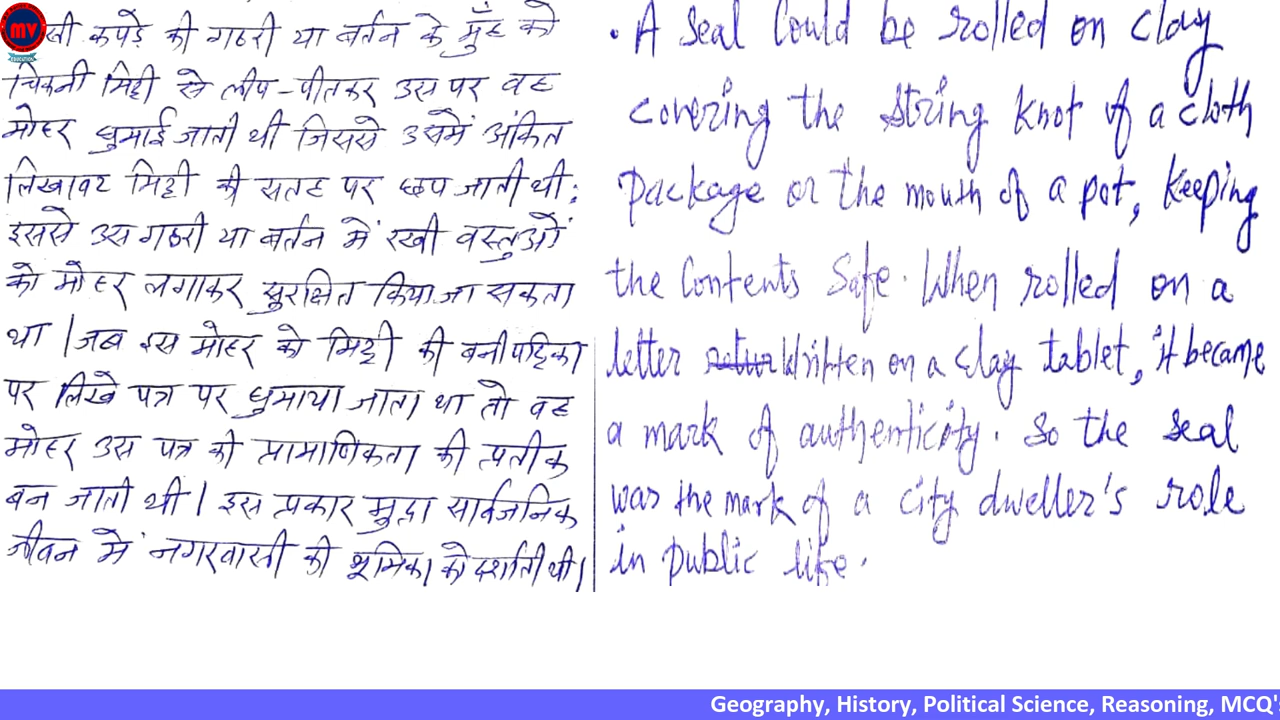 mv
EDUCATION
सी कपड़े की गठरी या बर्तन के मुँह को
चिकनी मिट्टी से लीप-पीतकर उस पर वह
मोहर घुमाई जाती थी जिससे उसमें अंकित
लिखावट मिट्टी की सतह पर छप जाती थी;
इससे उस गठरी या बर्तन में रखी वस्तुओं
को मोहर लगाकर सुरक्षित किया जा सकता
था। जब इस मोहर को मिट्टी की बनी पट्टिका
पर लिखे पत्र पर घुमाया जाता था तो वह
मोहर उस पत्र की प्रामाणिकता की प्रतीक
बन जाती थी। इस प्रकार मुद्रा सार्वजनिक
जीवन में नगरवासी की भूमिका को दर्शाती थी।
• A seal could be rolled on clay
covering the string knot of a cloth
package or the mouth of a pot, keeping
the contents safe. When rolled on a
letter written on a clay tablet, it became
a mark of authenticity. So the seal
was the mark of a city dweller's role
in public life.
Geography, History, Political Science, Reasoning, MCQ's